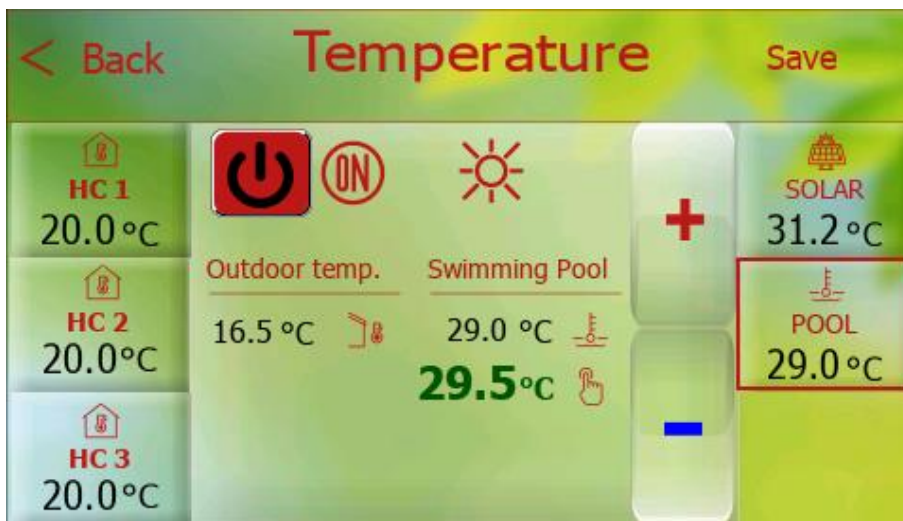 < Back
Temperature
Save
HC 1
20.0 °C
HC 2
20.0°C
HC 3
20.0°C
ON
Outdoor temp.
16.5 °C
Swimming Pool
29.0 °C
29.5°C
+
-
SOLAR
31.2 °C
POOL
29.0 °C